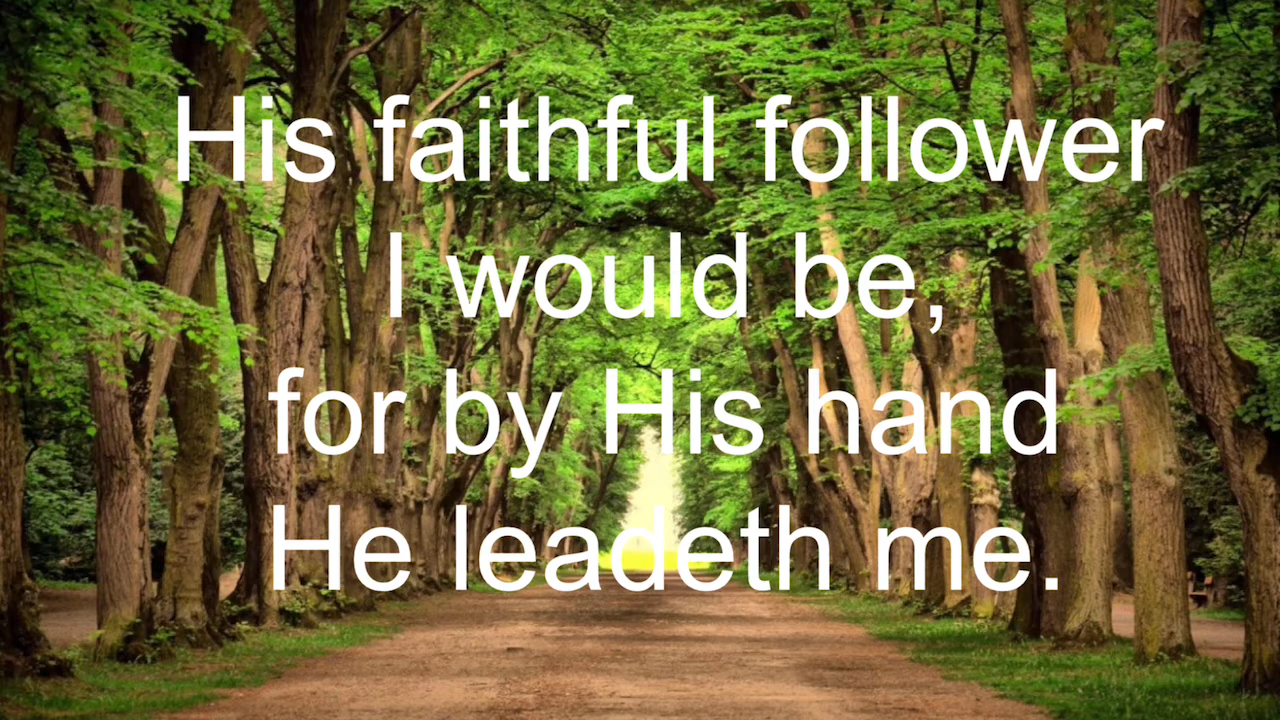 His faithful follower
I would be,
for by His hand
He leadeth me.